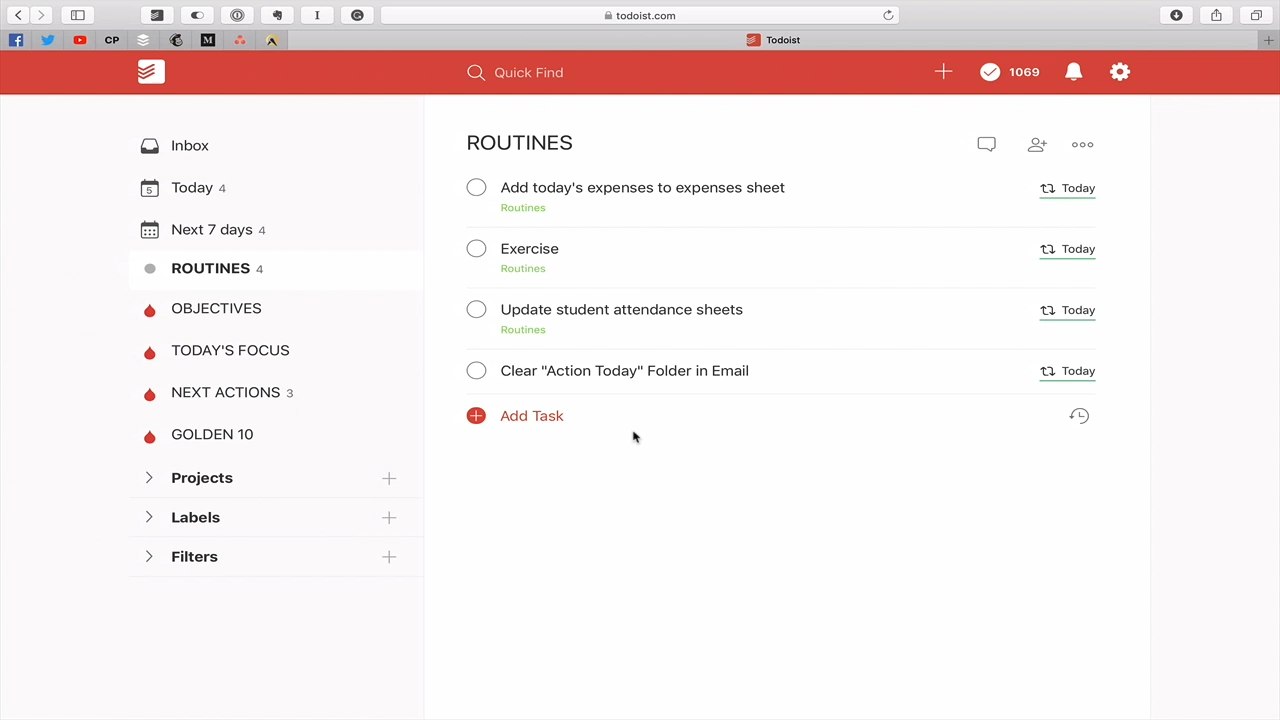 todoist.com
CP
M
Todoist
Quick Find
1069
Inbox
5
Today 4
Next 7 days 4
ROUTINES 4
OBJECTIVES
TODAY'S FOCUS
NEXT ACTIONS 3
GOLDEN 10
Projects
Labels
Filters
ROUTINES
Add today's expenses to expenses sheet
Today
Routines
Exercise
Today
Routines
Update student attendance sheets
Today
Routines
Clear "Action Today" Folder in Email
Today
Add Task